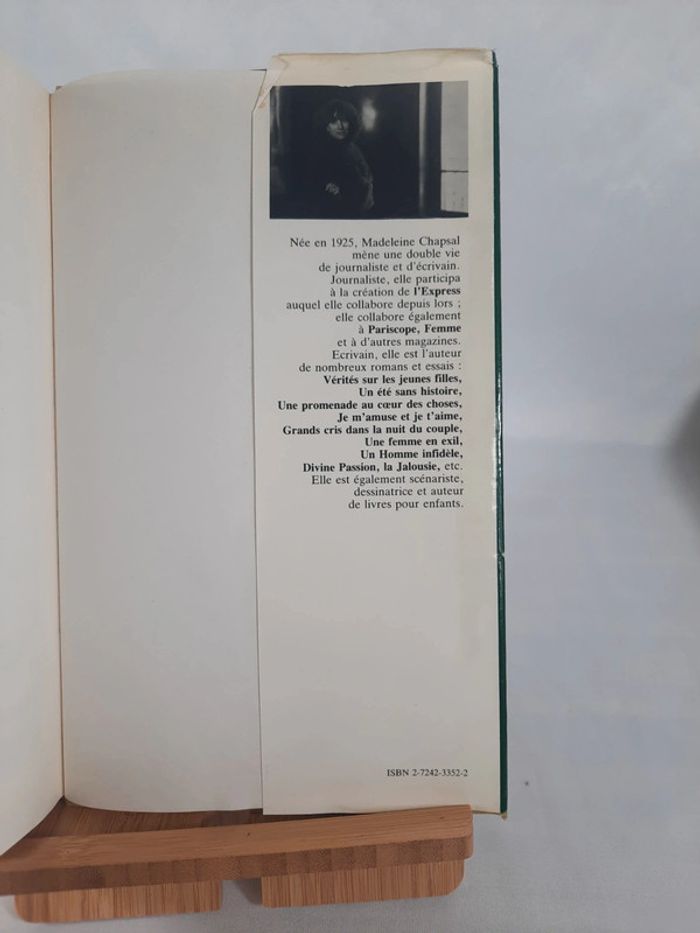 Née en 1925, Madeleine Chapsal
mène une double vie
de journaliste et d'écrivain.
Journaliste, elle participa
à la création de l'Express
auquel elle collabore depuis lors ;
elle collabore également
à Pariscope, Femme
et à d'autres magazines.
Ecrivain, elle est l'auteur
de nombreux romans et essais :
Vérités sur les jeunes filles,
Un été sans histoire,
Une promenade au cœur des choses,
Je m'amuse et je t'aime,
Grands cris dans la nuit du couple,
Une femme en exil,
Un Homme infidèle,
Divine Passion, la Jalousie, etc.
Elle est également scénariste,
dessinatrice et auteur
de livres pour enfants.
ISBN 2-7242-3352-2